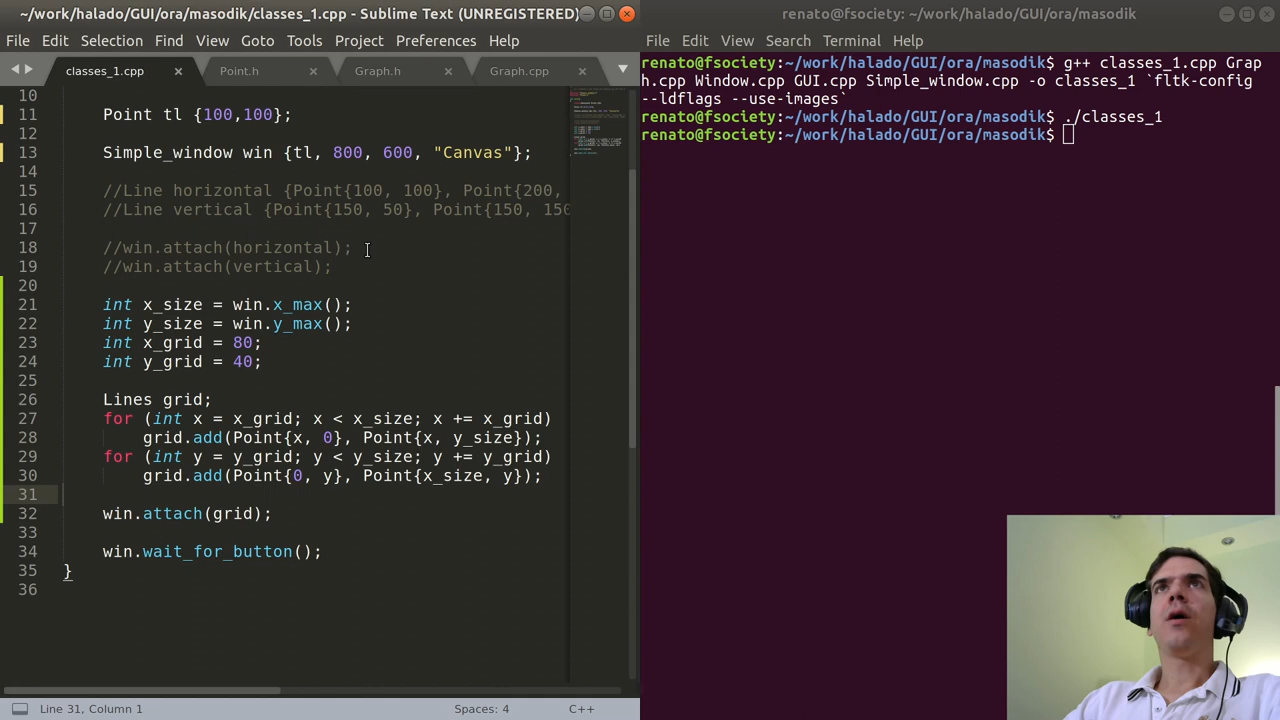 ~/work/halado/GUI/ora/masodik/classes_1.cpp - Sublime Text (UNREGISTERED)
File Edit Selection Find View Goto Tools Project Preferences Help
classes_1.cpp Point.h Graph.h Graph.cpp
10
11 Point tl {100,100};
12
13 Simple_window win {tl, 800, 600, "Canvas"};
14
15 //Line horizontal {Point{100, 100}, Point{200,
16 //Line vertical {Point{150, 50}, Point{150, 150
17
18 //win.attach(horizontal);
19 //win.attach(vertical);
20
21 int x_size = win.x_max();
22 int y_size = win.y_max();
23 int x_grid = 80;
24 int y_grid = 40;
25
26 Lines grid;
27 for (int x = x_grid; x < x_size; x += x_grid)
28 grid.add(Point{x, 0}, Point{x, y_size});
29 for (int y = y_grid; y < y_size; y += y_grid)
30 grid.add(Point{0, y}, Point{x_size, y});
31
32 win.attach(grid);
33
34 win.wait_for_button();
35 }
36
Line 31, Column 1 Spaces: 4 C++
renato@fsociety: ~/work/halado/GUI/ora/masodik
File Edit View Search Terminal Help
renato@fsociety:~/work/halado/GUI/ora/masodik$ g++ classes_1.cpp Grap
h.cpp Window.cpp GUI.cpp Simple_window.cpp -o classes_1 `fltk-config
--ldflags --use-images`
renato@fsociety:~/work/halado/GUI/ora/masodik$ ./classes_1
renato@fsociety:~/work/halado/GUI/ora/masodik$